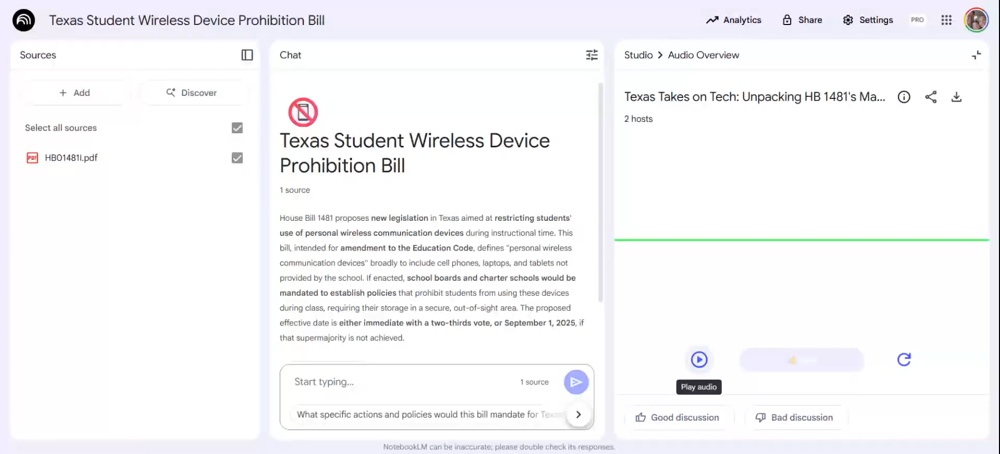 Texas Student Wireless Device Prohibition Bill
Analytics
Share
Settings
PRO
Sources
Add
Discover
Select all sources
PDF
HB01481I.pdf
Chat
Texas Student Wireless Device
Prohibition Bill
1 source
House Bill 1481 proposes new legislation in Texas aimed at restricting students'
use of personal wireless communication devices during instructional time. This
bill, intended for amendment to the Education Code, defines "personal wireless
communication devices" broadly to include cell phones, laptops, and tablets not
provided by the school. If enacted, school boards and charter schools would be
mandated to establish policies that prohibit students from using these devices
during class, requiring their storage in a secure, out-of-sight area. The proposed
effective date is either immediate with a two-thirds vote, or September 1, 2025, if
that supermajority is not achieved.
Start typing...
1 source
What specific actions and policies would this bill mandate for
Studio > Audio Overview
Texas Takes on Tech: Unpacking HB 1481's Ma...
2 hosts
Play audio
Good discussion
Bad discussion
NotebookLM can be inaccurate; please double check its responses.